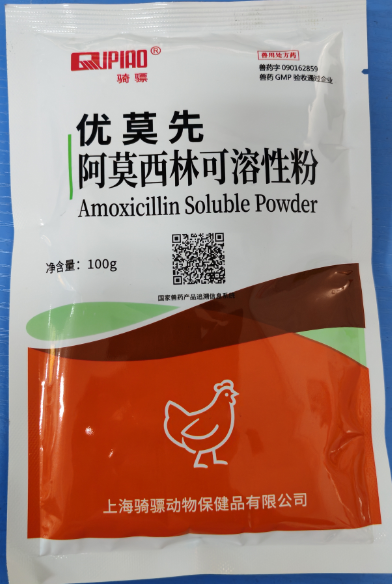 QIPIAO®
骑骠
兽用处方药
兽药字 090162859
兽药 GMP 验收通过企业
优莫先
阿莫西林可溶性粉
Amoxicillin Soluble Powder
净含量：100g
国家兽药产品追溯信息系统
上海骑骠动物保健品有限公司